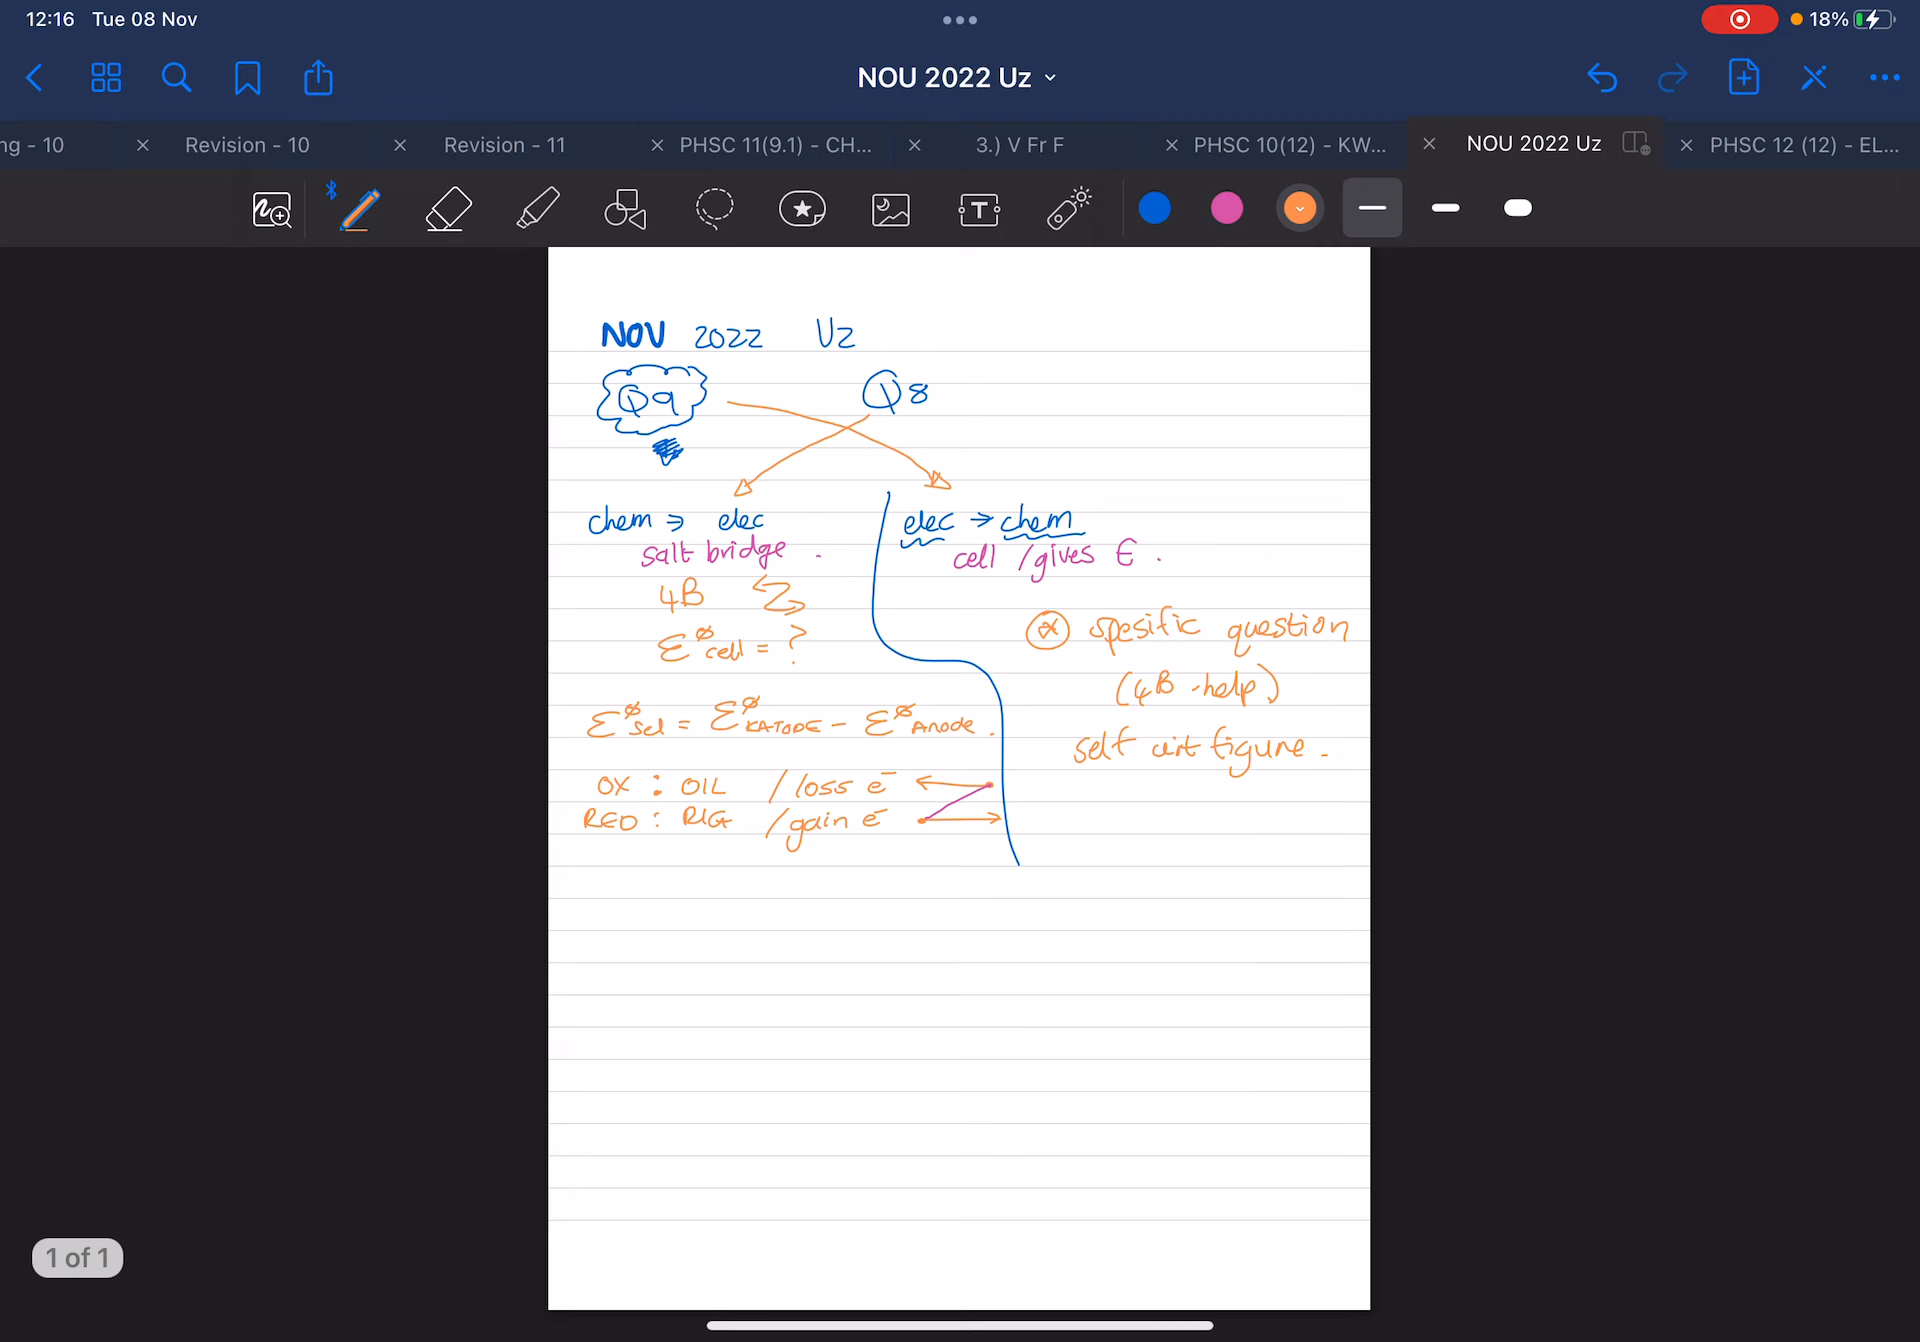 12:16 Tue 08 Nov
18%
NOU 2022 Uz
ng - 10
Revision - 10
Revision - 11
PHSC 11(9.1) - CH...
3.) V Fr F
PHSC 10(12) - KW...
NOU 2022 Uz
PHSC 12 (12) - EL...
NOV 2022 V2
Q9 Q8
chem → elec
salt bridge .
4B
Ɛ°cell = ?
Ɛ°sel = Ɛ°KATODE - Ɛ°Anode .
OX : OIL / loss e⁻
RED : RIG / gain e⁻
elec → chem
cell / gives E .
spesific question
(4B - help)
self uit figure .
1 of 1